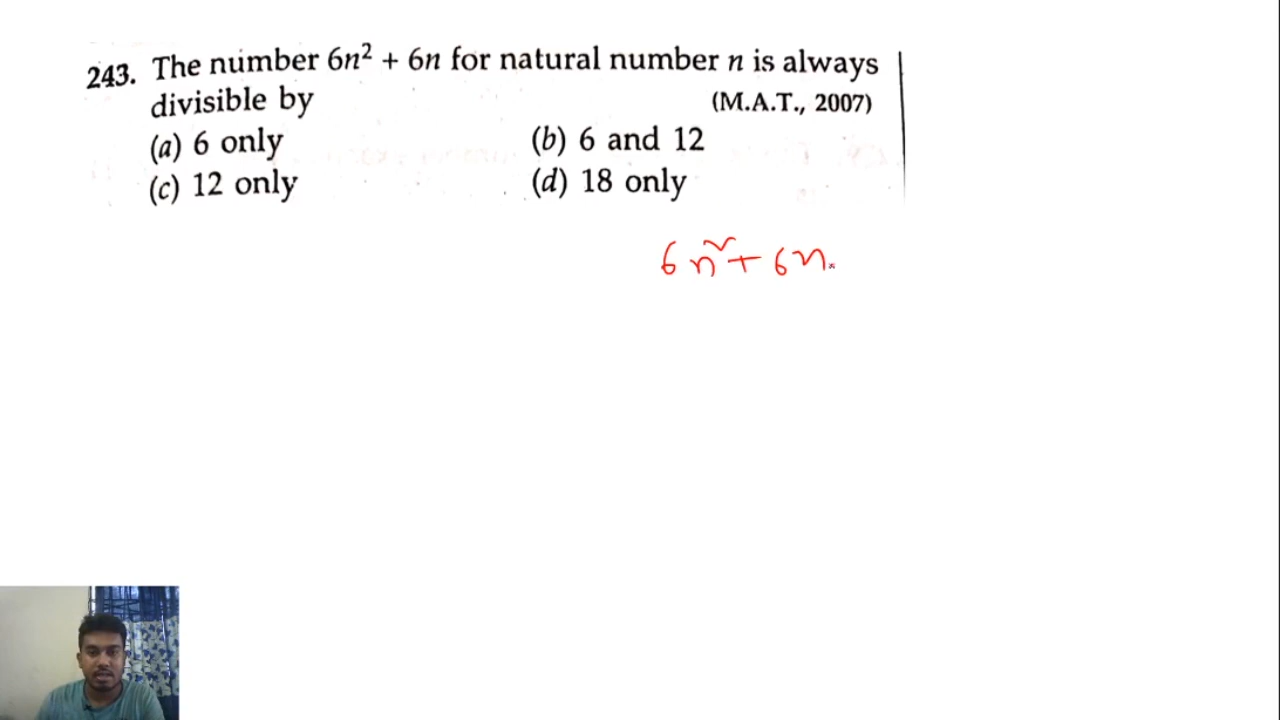 243. The number 6n² + 6n for natural number n is always
divisible by (M.A.T., 2007)
(a) 6 only (b) 6 and 12
(c) 12 only (d) 18 only
6n² + 6n